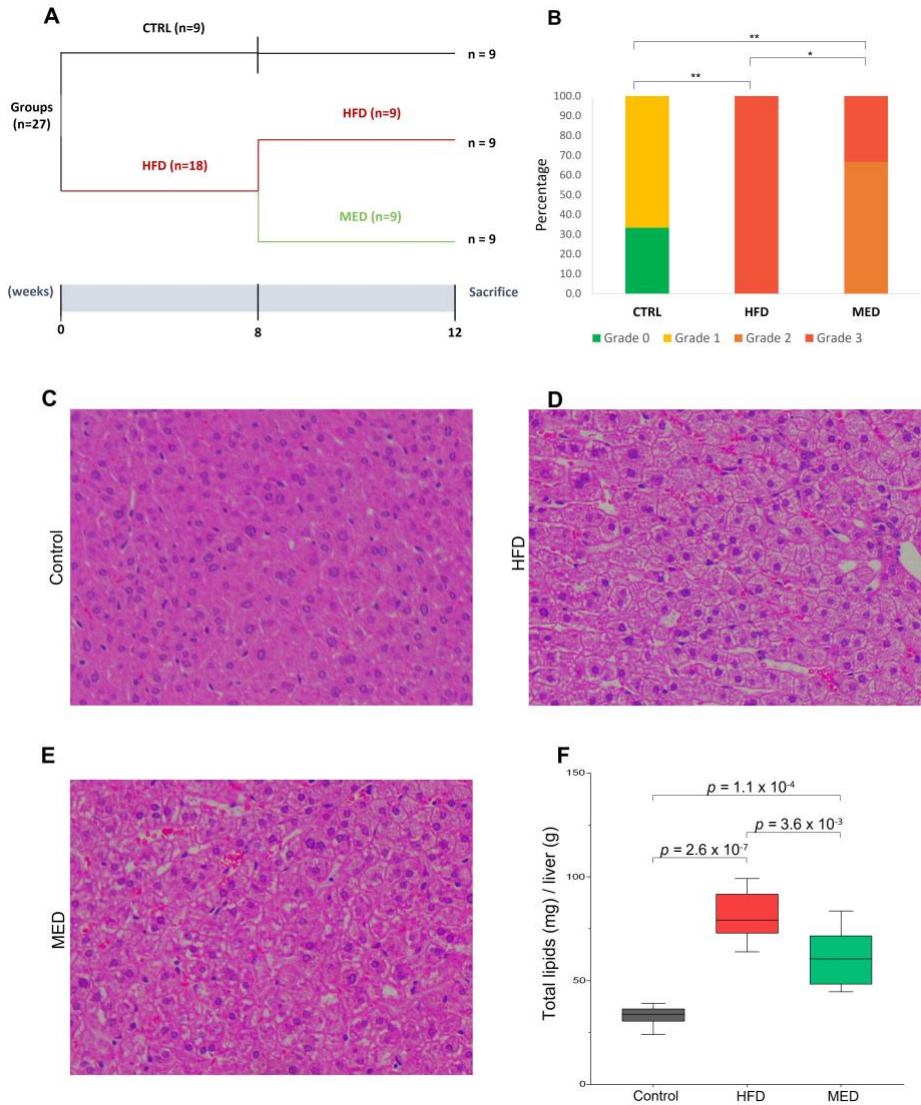 A
CTRL (n=9)
n = 9
Groups
(n=27)
HFD (n=9)
n = 9
HFD (n=18)
MED (n=9)
n = 9
(weeks)
Sacrifice
0
8
12
B
**
*
**
100.0
90.0
80.0
70.0
60.0
50.0
40.0
30.0
20.0
10.0
0.0
Percentage
CTRL
HFD
MED
Grade 0
Grade 1
Grade 2
Grade 3
C
Control
D
HFD
E
MED
F
150
100
50
0
Total lipids (mg) / liver (g)
p = 1.1 x 10⁻⁴
p = 3.6 x 10⁻³
p = 2.6 x 10⁻⁷
Control
HFD
MED